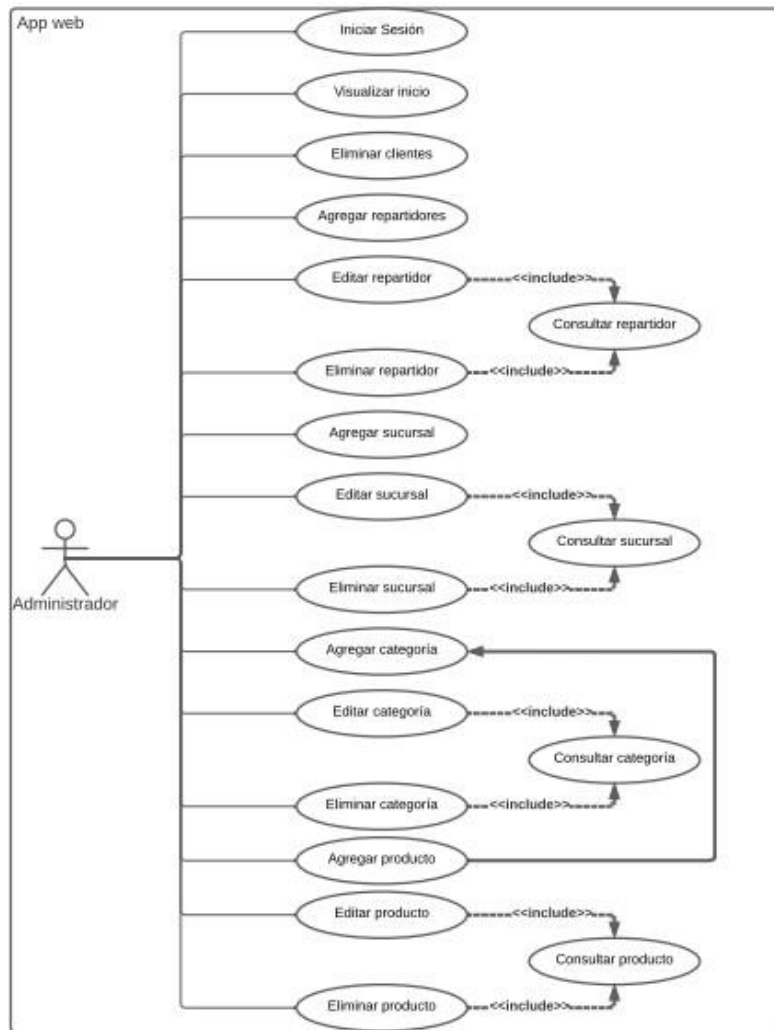 App web
Iniciar Sesión
Visualizar inicio
Eliminar clientes
Agregar repartidores
Editar repartidor
<<include>>
Consultar repartidor
Eliminar repartidor
<<include>>
Agregar sucursal
Editar sucursal
<<include>>
Consultar sucursal
Eliminar sucursal
<<include>>
Administrador
Agregar categoría
Editar categoría
<<include>>
Consultar categoría
Eliminar categoría
<<include>>
Agregar producto
Editar producto
<<include>>
Consultar producto
Eliminar producto
<<include>>